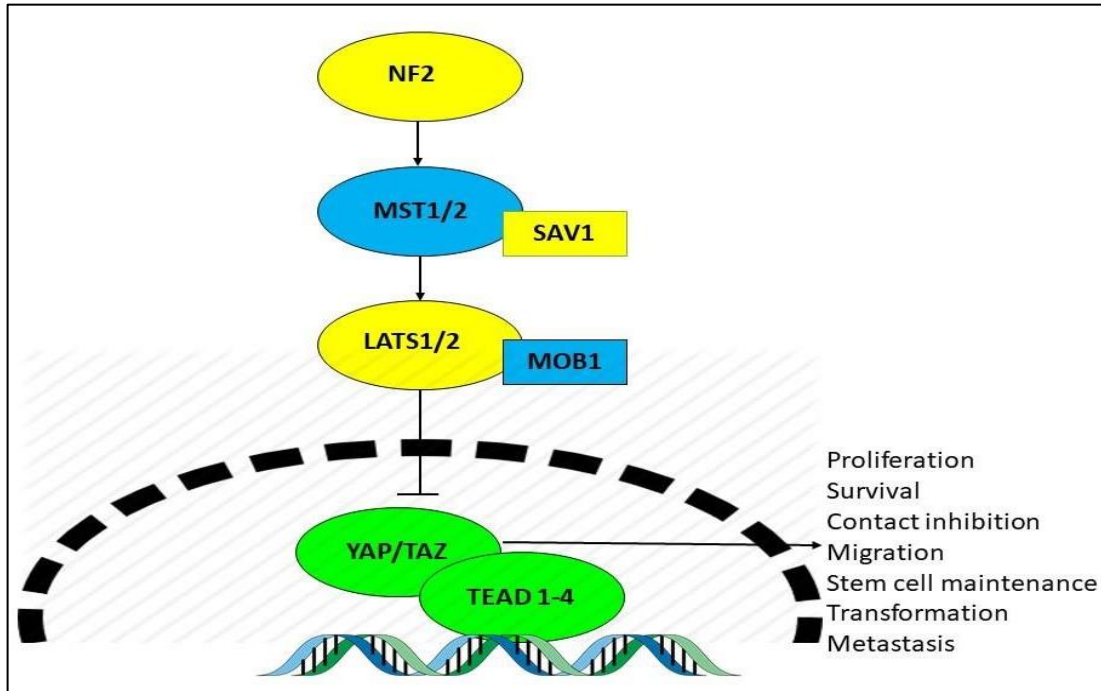 NF2
MST1/2
SAV1
LATS1/2
MOB1
YAP/TAZ
TEAD 1-4
Proliferation
Survival
Contact inhibition
Migration
Stem cell maintenance
Transformation
Metastasis